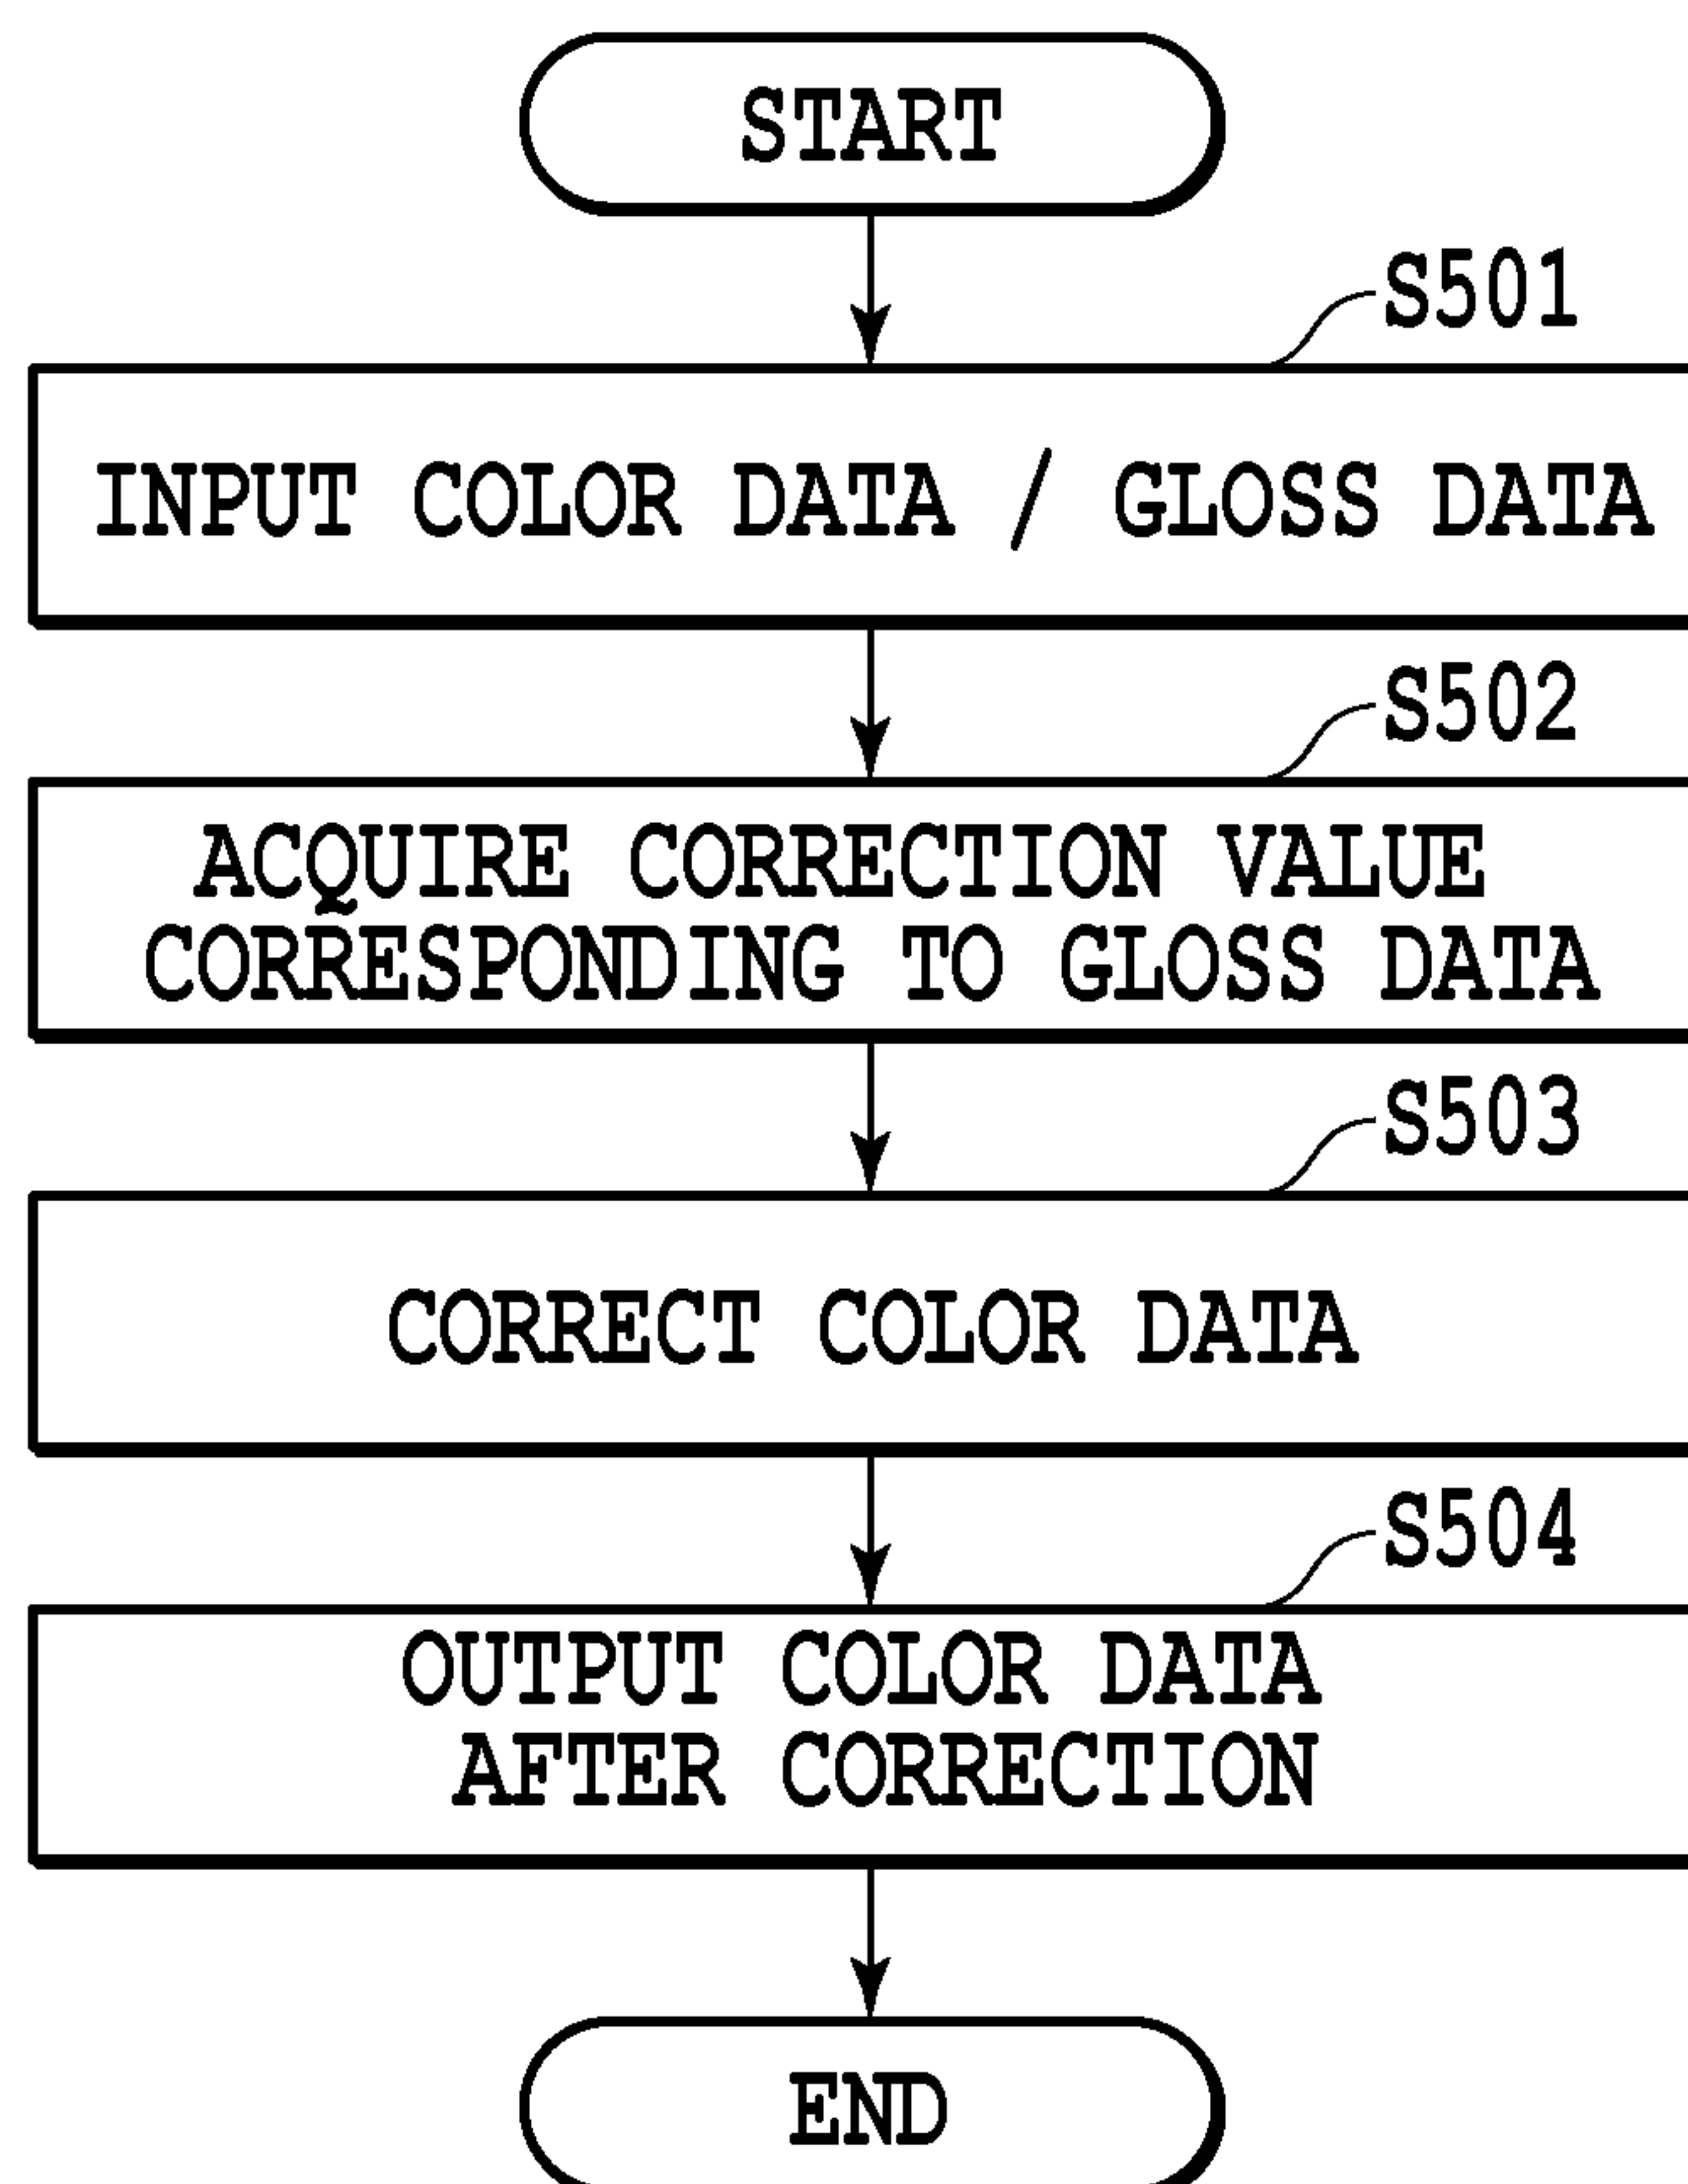 START
S501
INPUT COLOR DATA / GLOSS DATA
S502
ACQUIRE CORRECTION VALUE
CORRESPONDING TO GLOSS DATA
S503
CORRECT COLOR DATA
S504
OUTPUT COLOR DATA
AFTER CORRECTION
END